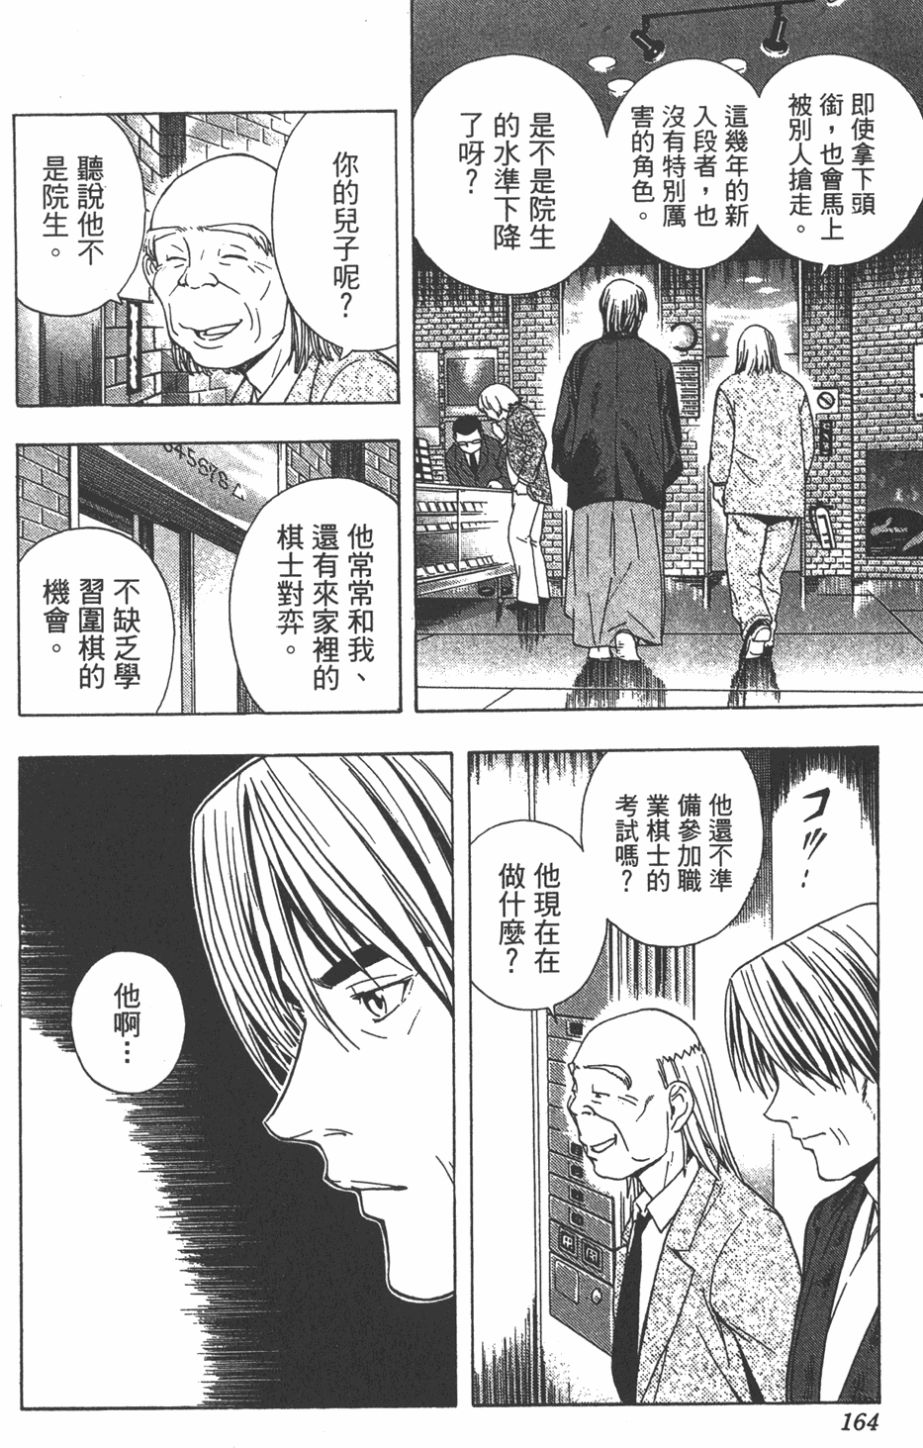 即使拿下頭
銜，也會馬上
被別人搶走。
這幾年的新
入段者，也
沒有特別厲
害的角色。
是不是院生
的水準下降
了呀？
你的兒子呢？
聽說他不
是院生。
345678
他常常和我、
還有來家裡的
棋士對弈。
不缺乏學
習圍棋的
機會。
コツ…
他還不準
備參加職
業棋士的
考試嗎？
他現在在
做什麼？
他啊…
164